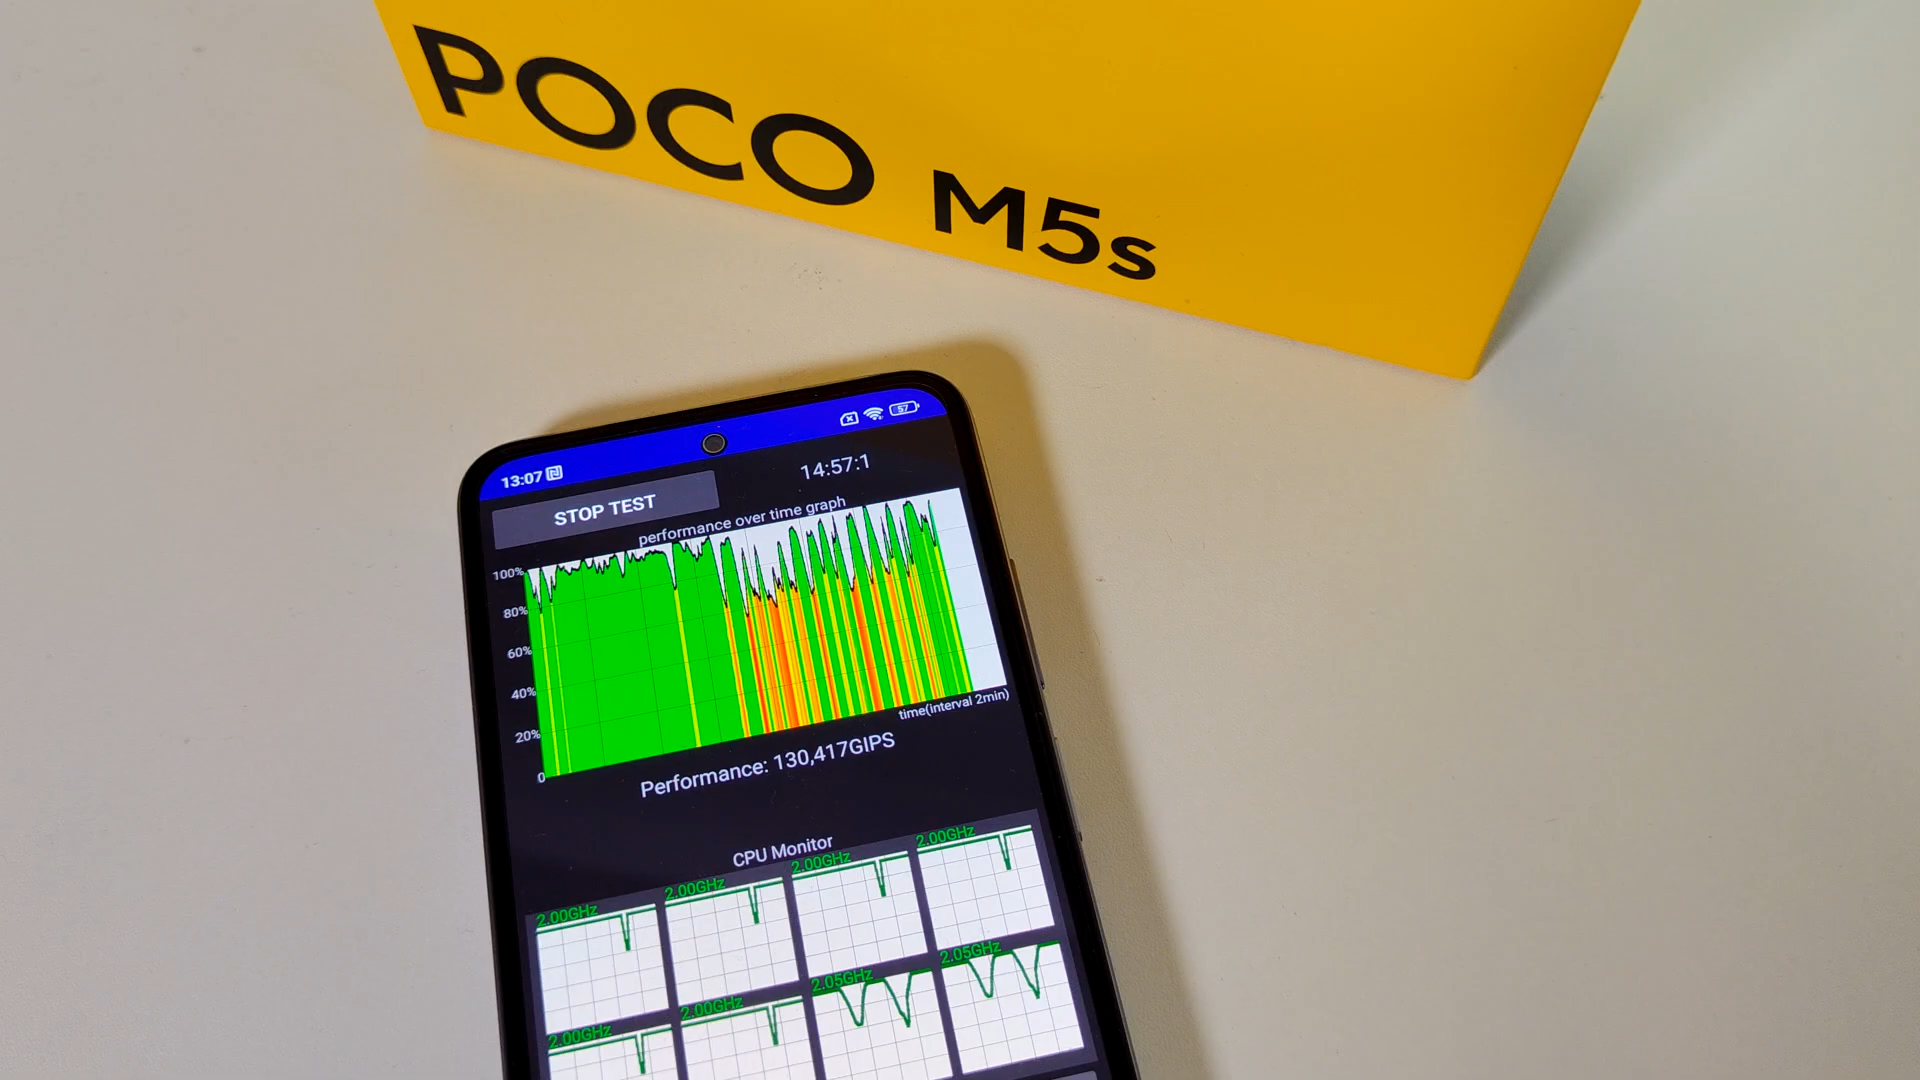 POCO M5s
13:07
57
STOP TEST
14:57:1
performance over time graph
100%
80%
60%
40%
20%
0
time(interval 2min)
Performance: 130,417GIPS
CPU Monitor
2.00GHz
2.00GHz
2.00GHz
2.00GHz
2.00GHz
2.00GHz
2.05GHz
2.05GHz